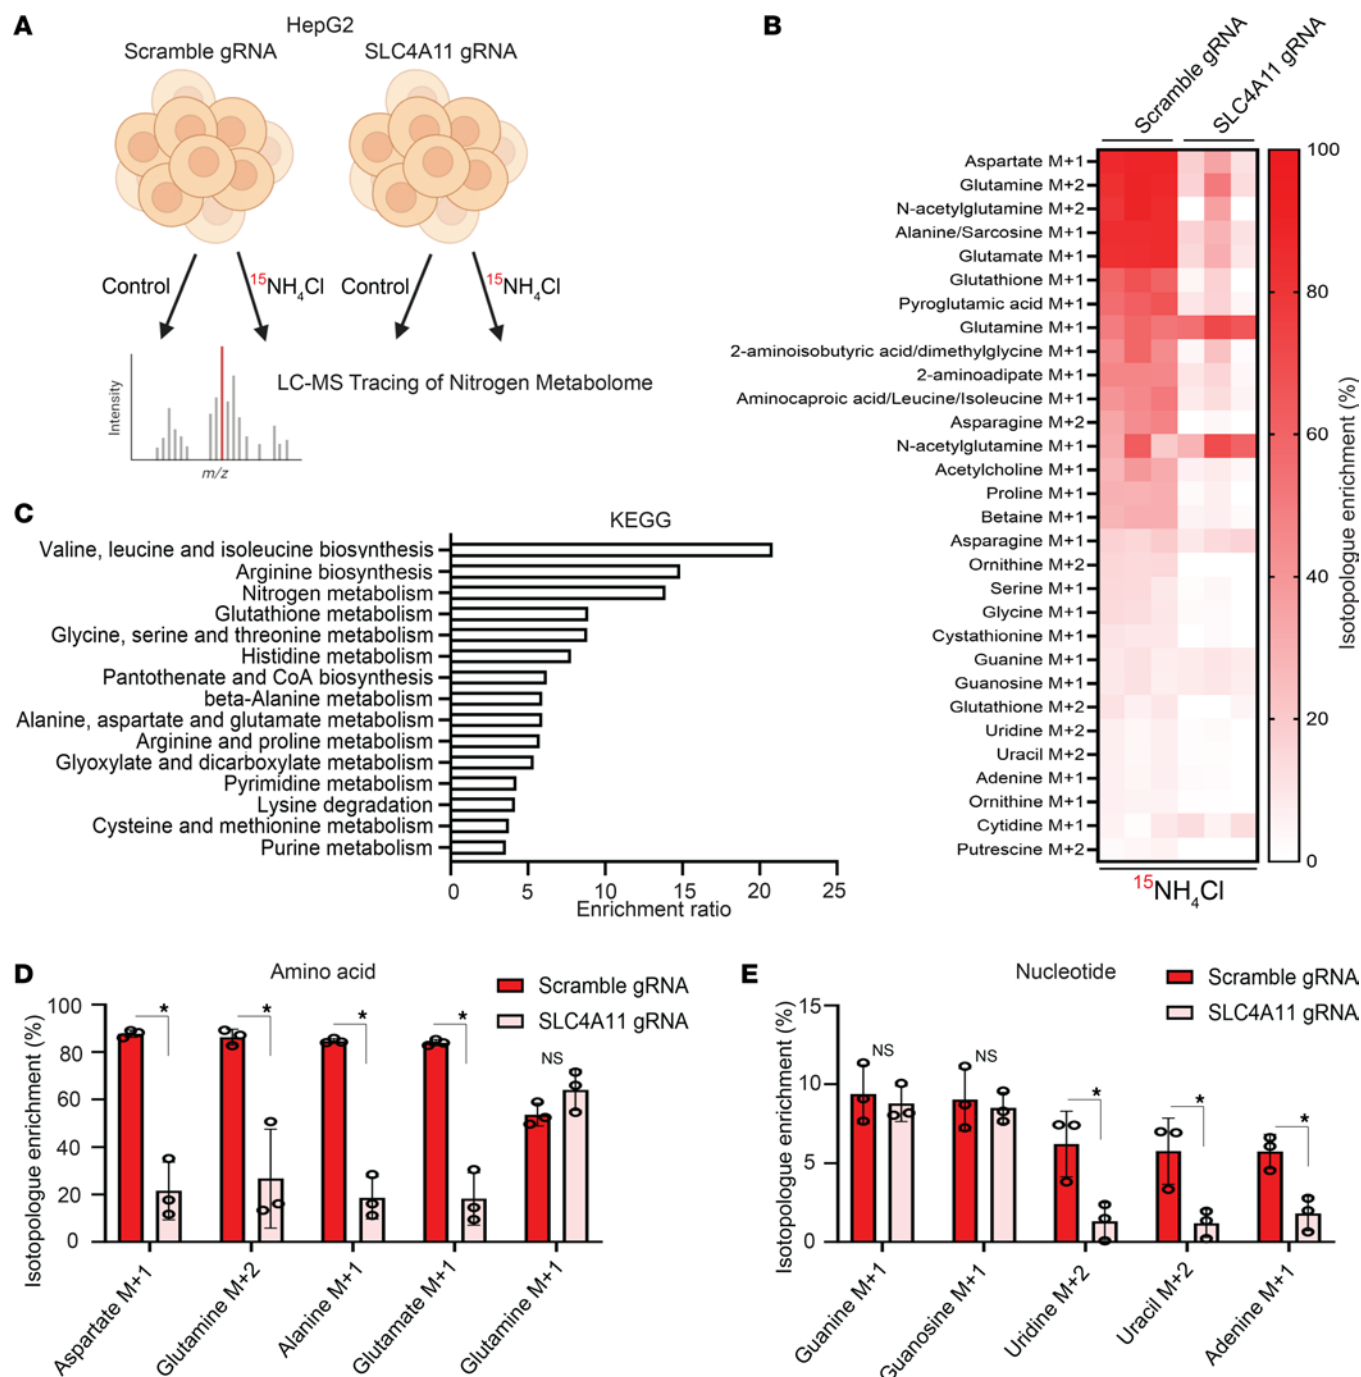 A
HepG2
Scramble gRNA
SLC4A11 gRNA
Control
15NH4Cl
Control
15NH4Cl
Intensity
m/z
LC-MS Tracing of Nitrogen Metabolome
B
Scramble gRNA
SLC4A11 gRNA
Aspartate M+1
Glutamine M+2
N-acetylglutamine M+2
Alanine/Sarcosine M+1
Glutamate M+1
Glutathione M+1
Pyroglutamic acid M+1
Glutamine M+1
2-aminoisobutyric acid/dimethylglycine M+1
2-aminoadipate M+1
Aminocaproic acid/Leucine/Isoleucine M+1
Asparagine M+2
N-acetylglutamine M+1
Acetylcholine M+1
Proline M+1
Betaine M+1
Asparagine M+1
Ornithine M+2
Serine M+1
Glycine M+1
Cystathionine M+1
Guanine M+1
Guanosine M+1
Glutathione M+2
Uridine M+2
Uracil M+2
Adenine M+1
Ornithine M+1
Cytidine M+1
Putrescine M+2
15NH4Cl
100
80
60
40
20
0
Isotopologue enrichment (%)
C
KEGG
Valine, leucine and isoleucine biosynthesis
Arginine biosynthesis
Nitrogen metabolism
Glutathione metabolism
Glycine, serine and threonine metabolism
Histidine metabolism
Pantothenate and CoA biosynthesis
beta-Alanine metabolism
Alanine, aspartate and glutamate metabolism
Arginine and proline metabolism
Glyoxylate and dicarboxylate metabolism
Pyrimidine metabolism
Lysine degradation
Cysteine and methionine metabolism
Purine metabolism
0 5 10 15 20 25
Enrichment ratio
D
Amino acid
Scramble gRNA
SLC4A11 gRNA
Isotopologue enrichment (%)
100
80
60
40
20
0
* * * * NS
Aspartate M+1
Glutamine M+2
Alanine M+1
Glutamate M+1
Glutamine M+1
E
Nucleotide
Scramble gRNA
SLC4A11 gRNA
Isotopologue enrichment (%)
15
10
5
0
NS NS * * *
Guanine M+1
Guanosine M+1
Uridine M+2
Uracil M+2
Adenine M+1